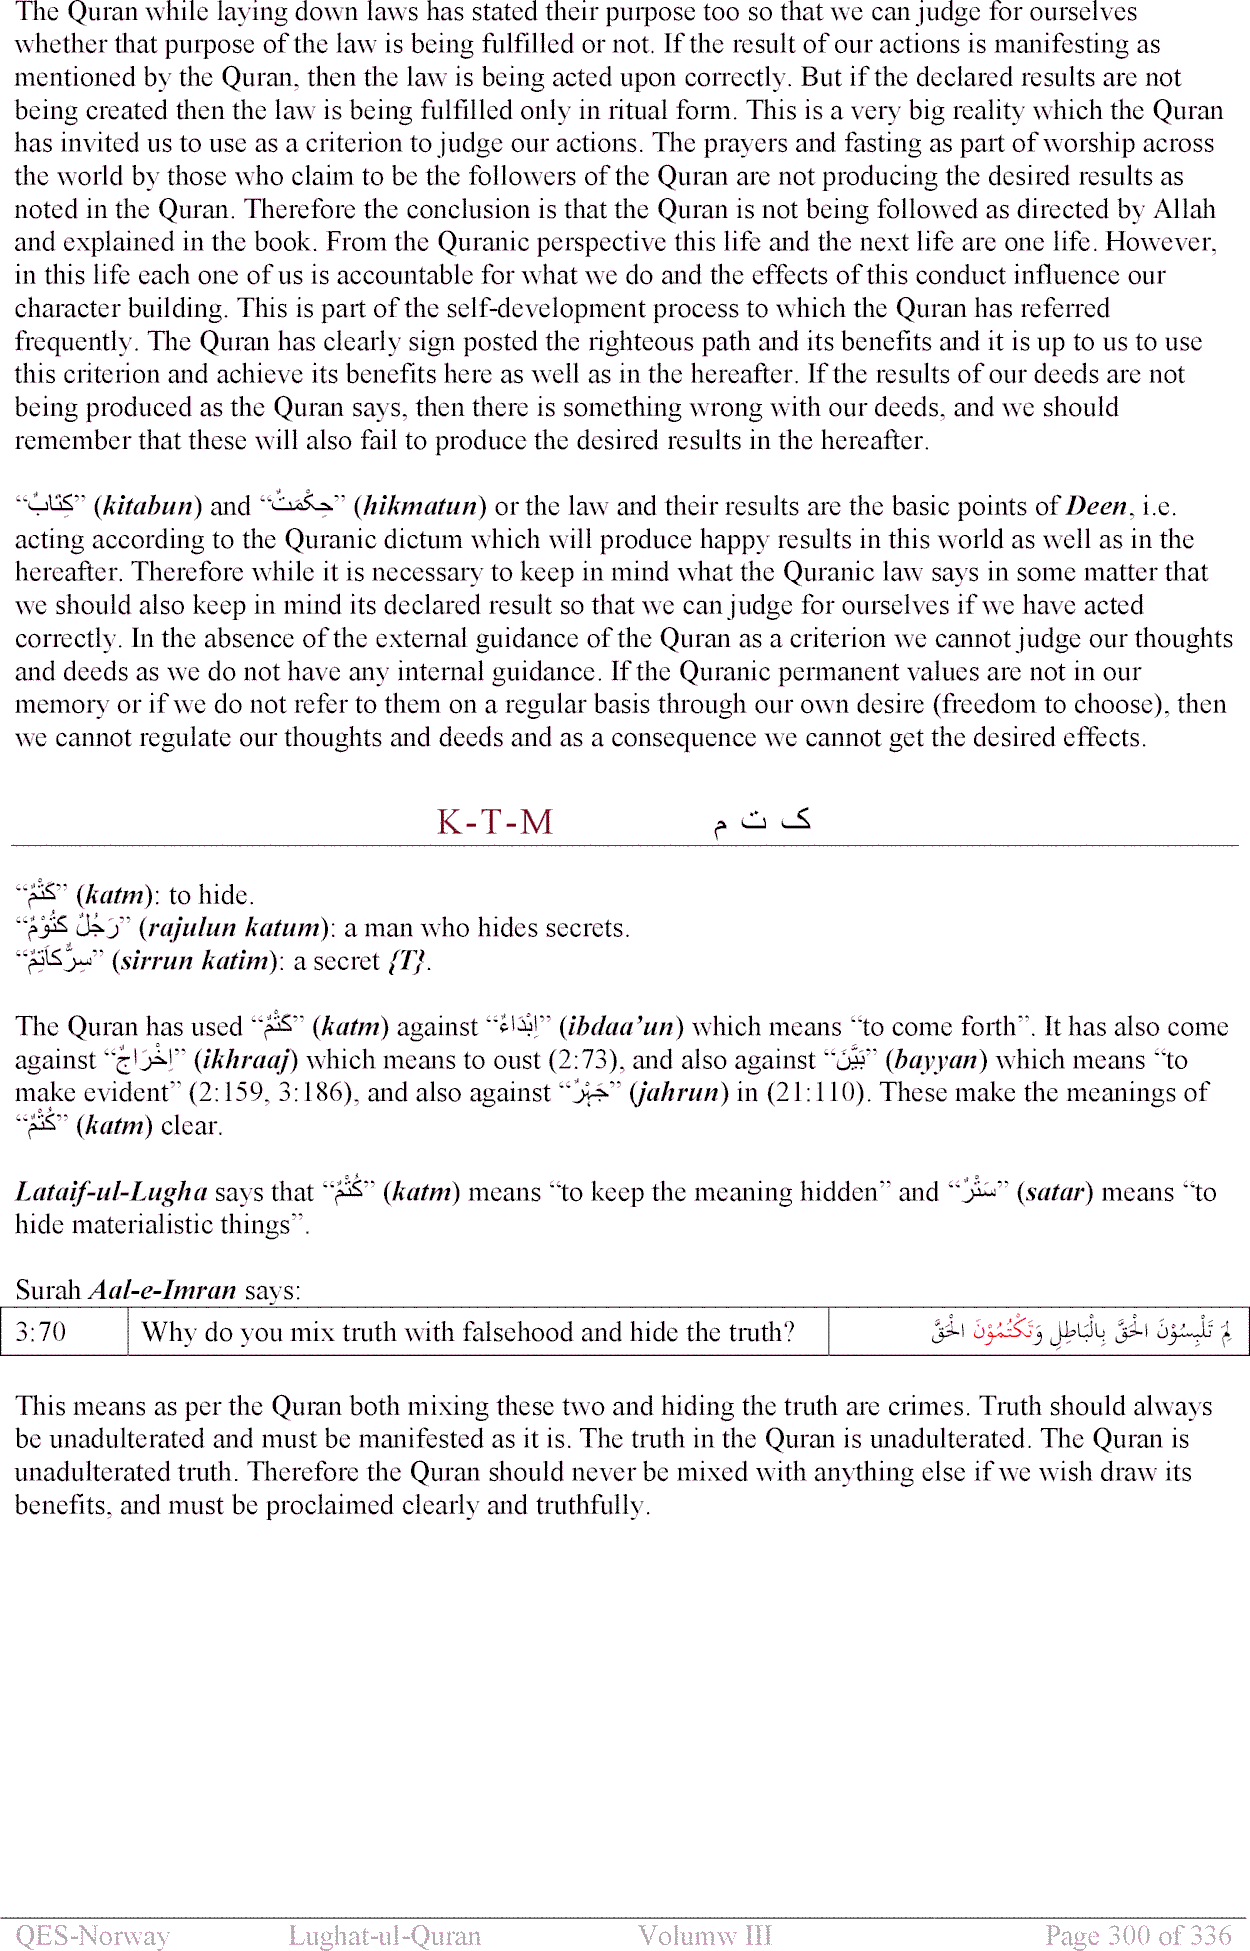 The Quran while laying down laws has stated their purpose too so that we can judge for ourselves
whether that purpose of the law is being fulfilled or not. If the result of our actions is manifesting as
mentioned by the Quran, then the law is being acted upon correctly. But if the declared results are not
being created then the law is being fulfilled only in ritual form. This is a very big reality which the Quran
has invited us to use as a criterion to judge our actions. The prayers and fasting as part of worship across
the world by those who claim to be the followers of the Quran are not producing the desired results as
noted in the Quran. Therefore the conclusion is that the Quran is not being followed as directed by Allah
and explained in the book. From the Quranic perspective this life and the next life are one life. However,
in this life each one of us is accountable for what we do and the effects of this conduct influence our
character building. This is part of the self-development process to which the Quran has referred
frequently. The Quran has clearly sign posted the righteous path and its benefits and it is up to us to use
this criterion and achieve its benefits here as well as in the hereafter. If the results of our deeds are not
being produced as the Quran says, then there is something wrong with our deeds, and we should
remember that these will also fail to produce the desired results in the hereafter.
“كِتَابٌ” (kitabun) and “حِكْمَتٌ” (hikmatun) or the law and their results are the basic points of Deen, i.e.
acting according to the Quranic dictum which will produce happy results in this world as well as in the
hereafter. Therefore while it is necessary to keep in mind what the Quranic law says in some matter that
we should also keep in mind its declared result so that we can judge for ourselves if we have acted
correctly. In the absence of the external guidance of the Quran as a criterion we cannot judge our thoughts
and deeds as we do not have any internal guidance. If the Quranic permanent values are not in our
memory or if we do not refer to them on a regular basis through our own desire (freedom to choose), then
we cannot regulate our thoughts and deeds and as a consequence we cannot get the desired effects.
K-T-M ک ت م
“كَتْمٌ” (katm): to hide.
“رَجُلٌ كَتُوْمٌ” (rajulun katum): a man who hides secrets.
“سِرٌّكَاتِمٌ” (sirrun katim): a secret {T}.
The Quran has used “كَتْمٌ” (katm) against “اِبْدَاءٌ” (ibdaa’un) which means “to come forth”. It has also come
against “اِخْرَاجٌ” (ikhraaj) which means to oust (2:73), and also against “بَيَّنَ” (bayyan) which means “to
make evident” (2:159, 3:186), and also against “جَہْرٌ” (jahrun) in (21:110). These make the meanings of
“كُتْمٌ” (katm) clear.
Lataif-ul-Lugha says that “كُتْمٌ” (katm) means “to keep the meaning hidden” and “سَتْرٌ” (satar) means “to
hide materialistic things”.
Surah Aal-e-Imran says:
3:70 Why do you mix truth with falsehood and hide the truth? لِمَ تَلْبِسُوْنَ الْحَقَّ بِالْبَاطِلِ وَتَكْتُمُوْنَ الْحَقَّ
This means as per the Quran both mixing these two and hiding the truth are crimes. Truth should always
be unadulterated and must be manifested as it is. The truth in the Quran is unadulterated. The Quran is
unadulterated truth. Therefore the Quran should never be mixed with anything else if we wish draw its
benefits, and must be proclaimed clearly and truthfully.
QES-Norway Lughat-ul-Quran Volumw III Page 300 of 336